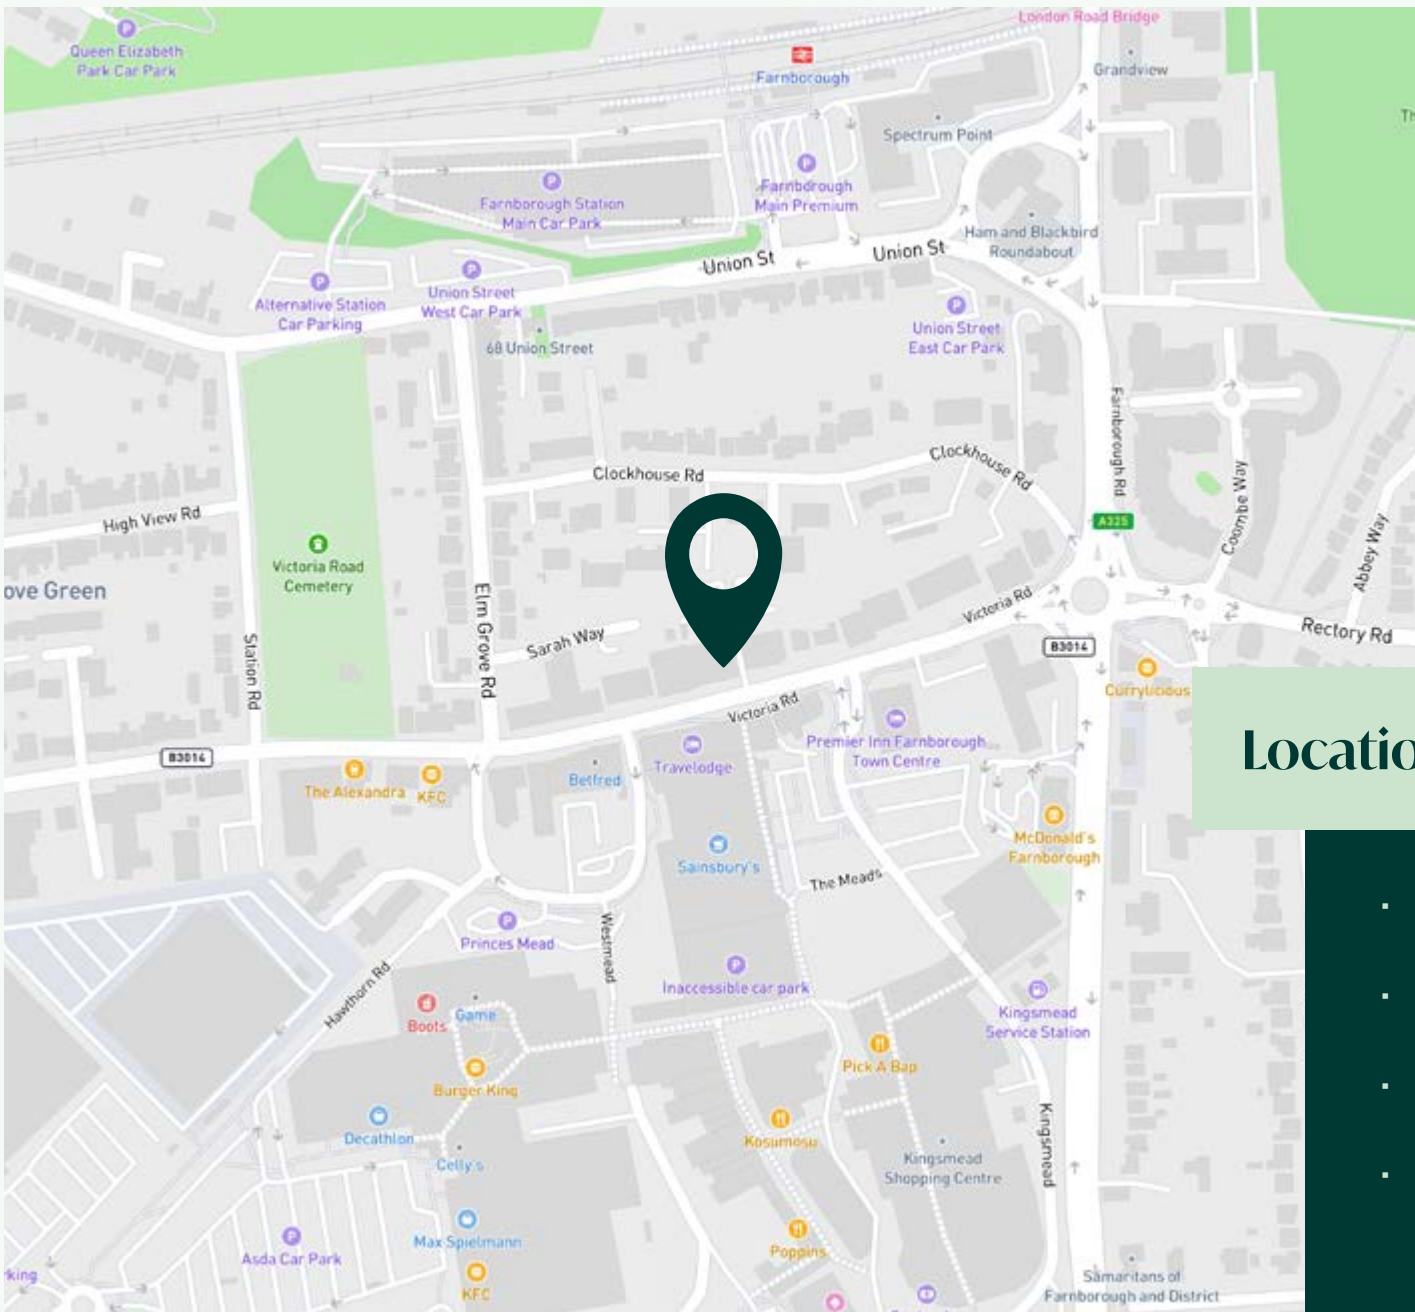 London Road Bridge
Queen Elizabeth
Park Car Park
Farnborough
Grandview
Th
Spectrum Point
Farnborough Station
Main Car Park
Farnborough
Main Premium
Ham and Blackbird
Roundabout
Union St
Union St
Alternative Station
Car Parking
Union Street
West Car Park
68 Union Street
Union Street
East Car Park
Farnborough Rd
Clockhouse Rd
Clockhouse Rd
Coombe Way
High View Rd
A325
Abbey Way
Victoria Road
Cemetery
ove Green
Elm Grove Rd
Victoria Rd
Sarah Way
Station Rd
Rectory Rd
B3014
Currylicious
Victoria Rd
B3014
Premier Inn Farnborough
Town Centre
Travelodge
Betfred
The Alexandra
KFC
Locatio
McDonald's
Farnborough
Sainsbury's
The Meads
Princes Mead
Westmead
Hawthorn Rd
Inaccessible car park
Boots
Game
Kingsmead
Service Station
Pick A Bap
Burger King
Decathlon
Kosumosu
Celly's
Kingsmead
Shopping Centre
Kingsmead
Max Spielmann
Asda Car Park
Poppins
king
KFC
Samaritans of
Farnborough and District